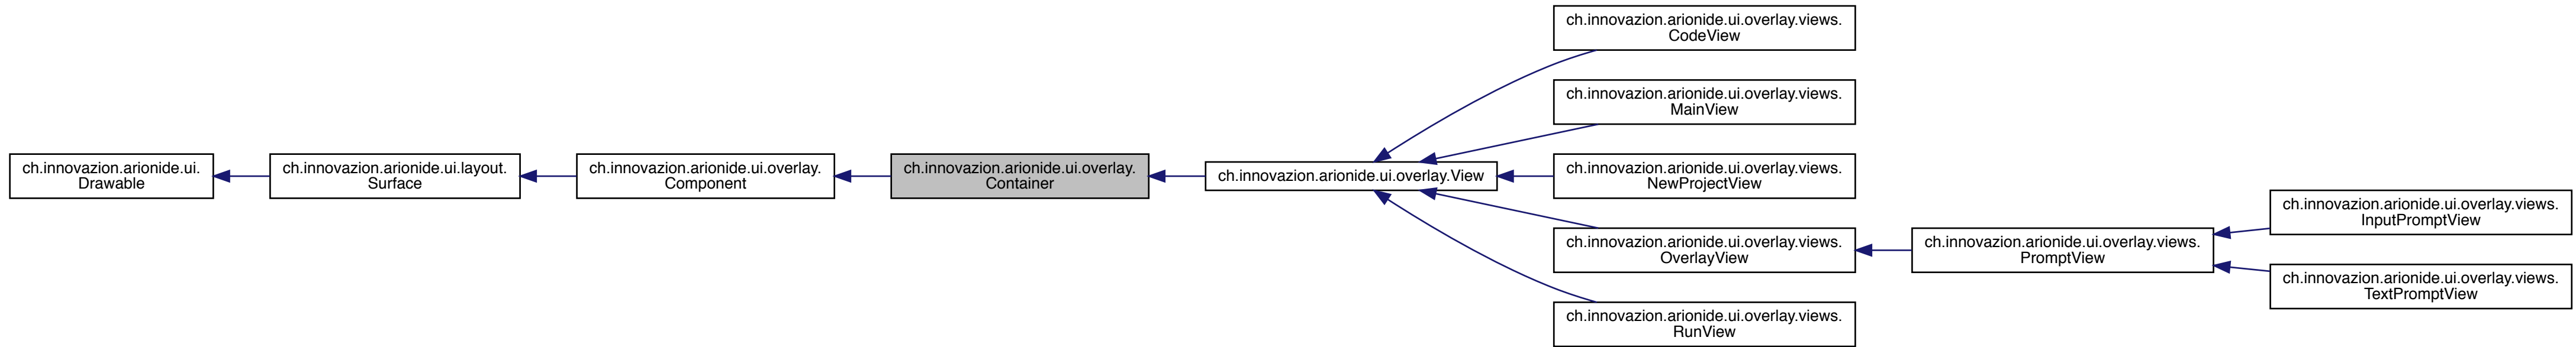 ch.innovazion.arionide.ui.
Drawable
ch.innovazion.arionide.ui.layout.
Surface
ch.innovazion.arionide.ui.overlay.
Component
ch.innovazion.arionide.ui.overlay.
Container
ch.innovazion.arionide.ui.overlay.View
ch.innovazion.arionide.ui.overlay.views.
CodeView
ch.innovazion.arionide.ui.overlay.views.
MainView
ch.innovazion.arionide.ui.overlay.views.
NewProjectView
ch.innovazion.arionide.ui.overlay.views.
OverlayView
ch.innovazion.arionide.ui.overlay.views.
RunView
ch.innovazion.arionide.ui.overlay.views.
PromptView
ch.innovazion.arionide.ui.overlay.views.
InputPromptView
ch.innovazion.arionide.ui.overlay.views.
TextPromptView